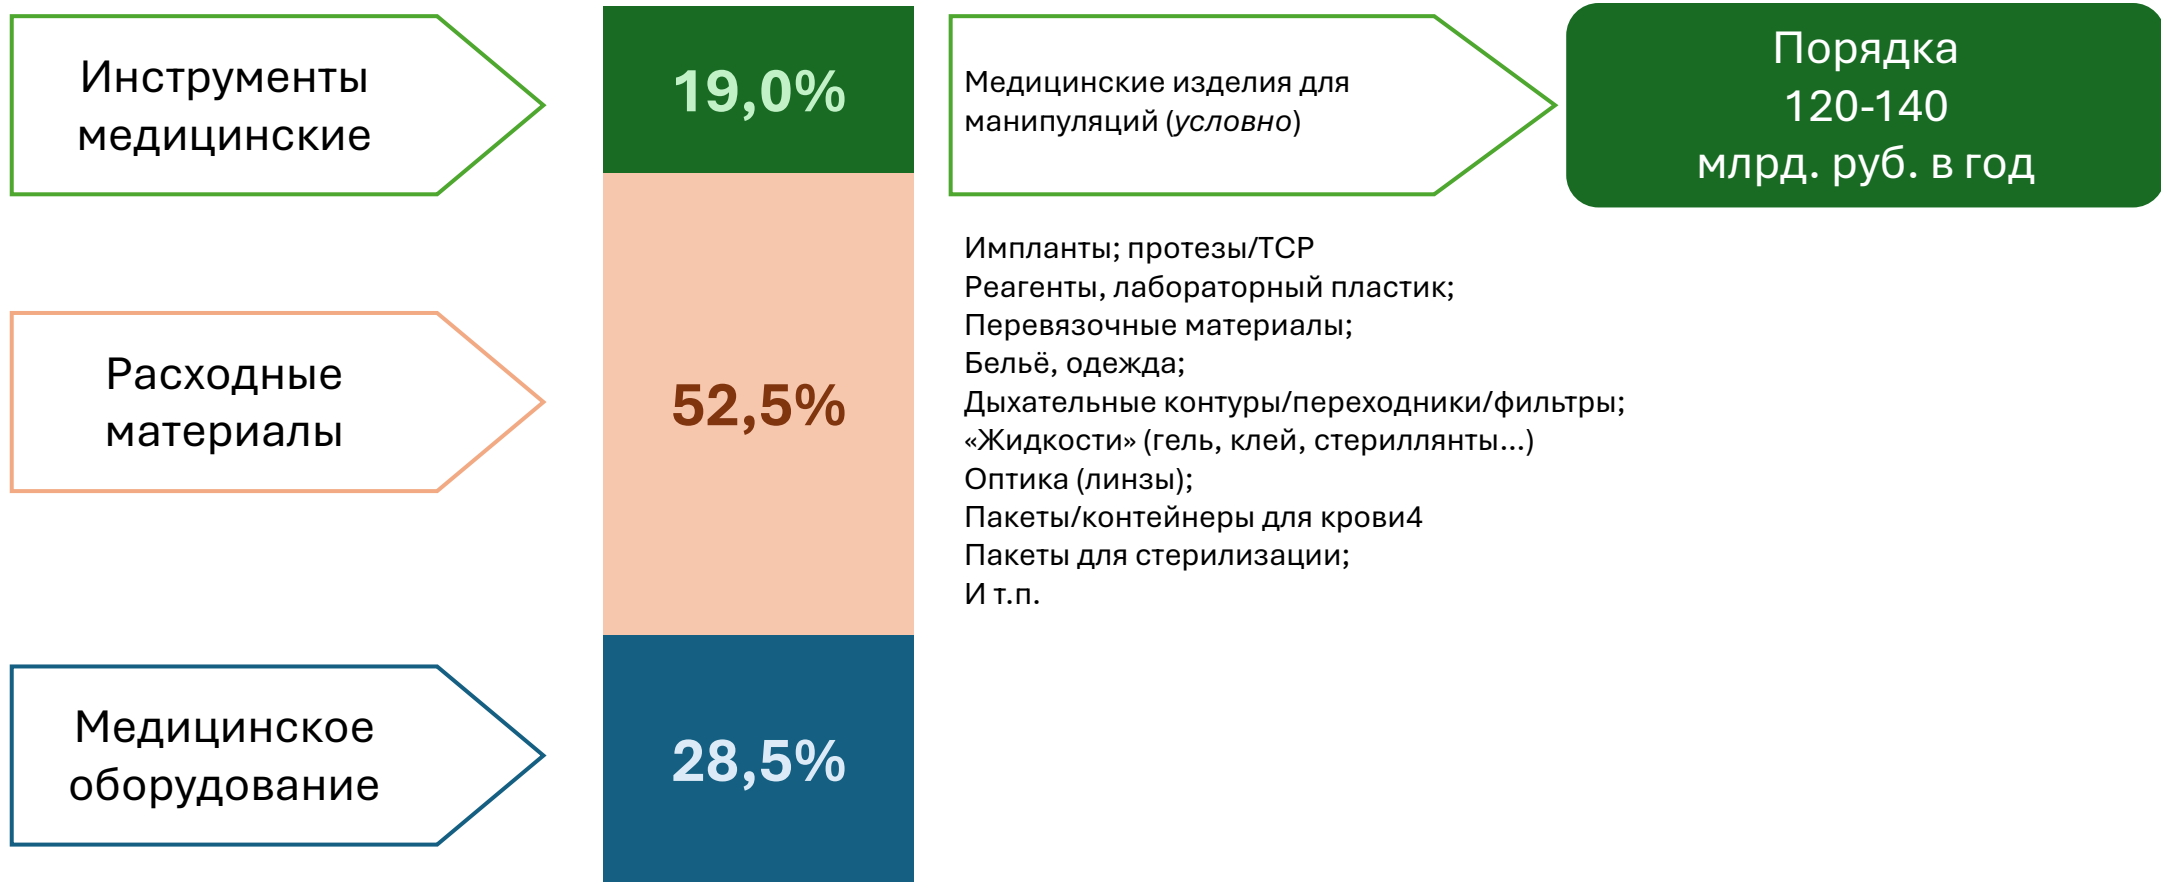 Инструменты
медицинские
19,0%
Медицинские изделия для
манипуляций (условно)
Порядка
120-140
млрд. руб. в год
Расходные
материалы
52,5%
Импланты; протезы/ТСР
Реагенты, лабораторный пластик;
Перевязочные материалы;
Бельё, одежда;
Дыхательные контуры/переходники/фильтры;
«Жидкости» (гель, клей, стериллянты...)
Оптика (линзы);
Пакеты/контейнеры для крови4
Пакеты для стерилизации;
И т.п.
Медицинское
оборудование
28,5%